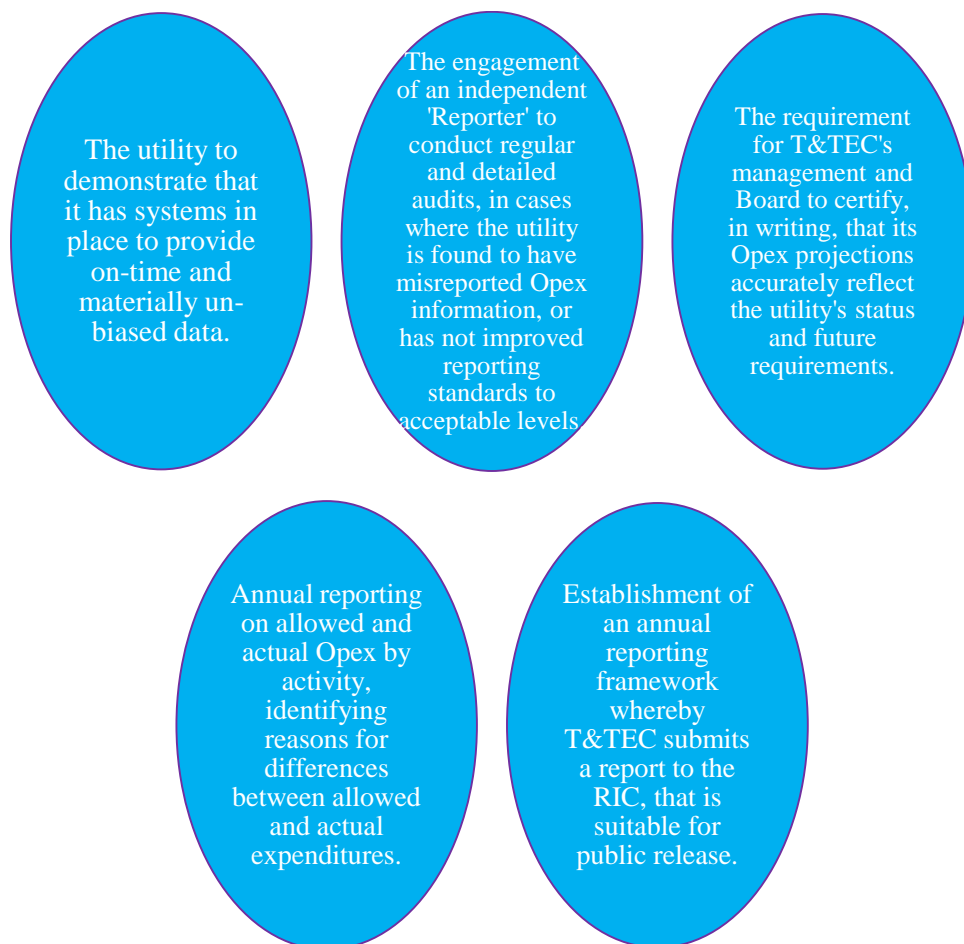 The utility to
demonstrate that
it has systems in
place to provide
on-time and
materially un-
biased data.
The engagement
of an independent
'Reporter' to
conduct regular
and detailed
audits, in cases
where the utility
is found to have
misreported Opex
information, or
has not improved
reporting
standards to
acceptable levels.
The requirement
for T&TEC's
management and
Board to certify,
in writing, that its
Opex projections
accurately reflect
the utility's status
and future
requirements.
Annual reporting
on allowed and
actual Opex by
activity,
identifying
reasons for
differences
between allowed
and actual
expenditures.
Establishment of
an annual
reporting
framework
whereby
T&TEC submits
a report to the
RIC, that is
suitable for
public release.